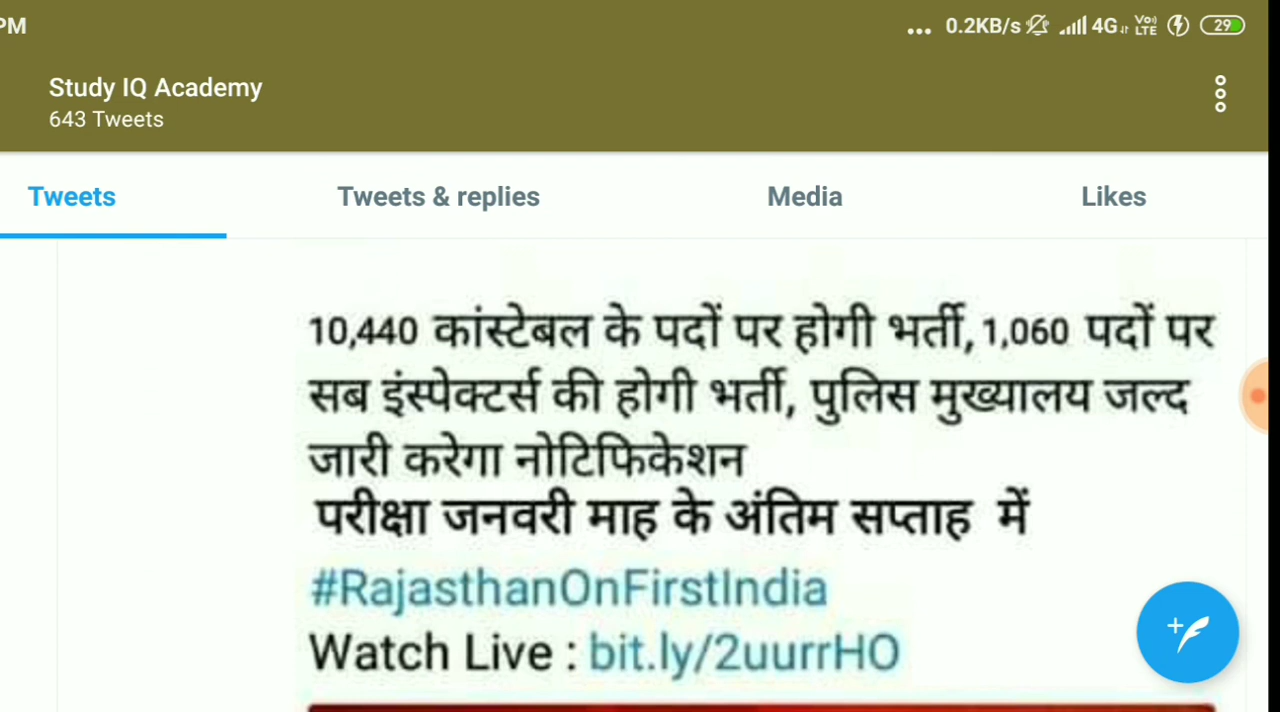 PM ... 0.2KB/s 4G VoLTE 29
Study IQ Academy
643 Tweets
Tweets Tweets & replies Media Likes
10,440 कांस्टेबल के पदों पर होगी भर्ती, 1,060 पदों पर
सब इंस्पेक्टर्स की होगी भर्ती, पुलिस मुख्यालय जल्द
जारी करेगा नोटिफिकेशन
परीक्षा जनवरी माह के अंतिम सप्ताह में
#RajasthanOnFirstIndia
Watch Live : bit.ly/2uurrHO